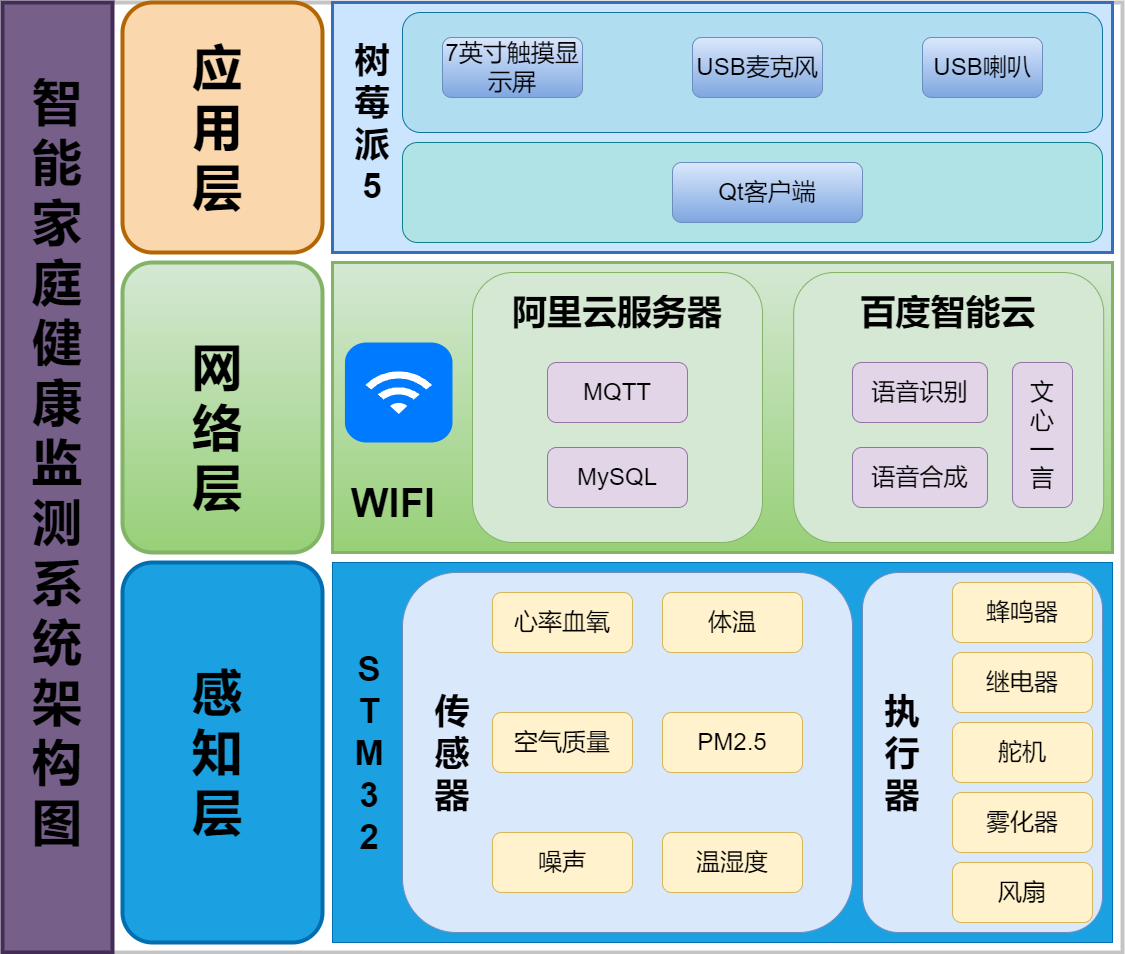 智能家庭健康监测系统架构图
应用层
树莓派5
7英寸触摸显
示屏
USB麦克风
USB喇叭
Qt客户端
网络层
WIFI
阿里云服务器
MQTT
MySQL
百度智能云
语音识别
语音合成
文心一言
感知层
STM32
传感器
心率血氧
体温
空气质量
PM2.5
噪声
温湿度
执行器
蜂鸣器
继电器
舵机
雾化器
风扇